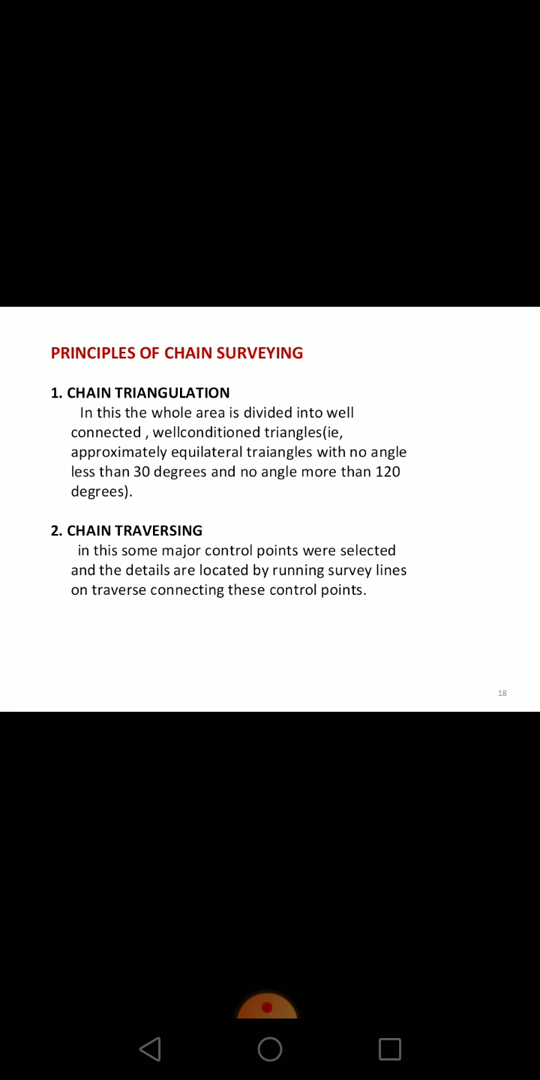 PRINCIPLES OF CHAIN SURVEYING
1. CHAIN TRIANGULATION
In this the whole area is divided into well
connected , wellconditioned triangles(ie,
approximately equilateral traiangles with no angle
less than 30 degrees and no angle more than 120
degrees).
2. CHAIN TRAVERSING
in this some major control points were selected
and the details are located by running survey lines
on traverse connecting these control points.
18